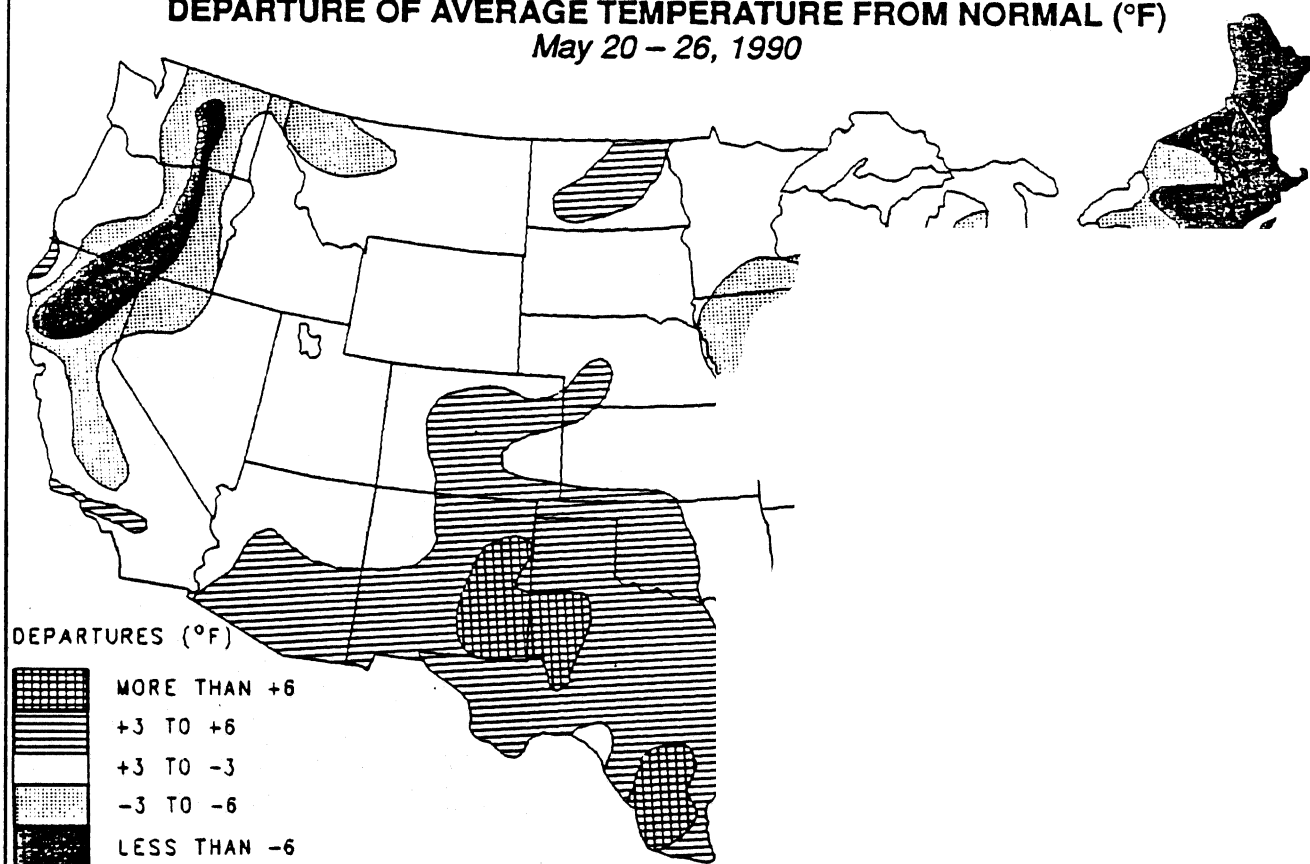 DEPARTURE OF AVERAGE TEMPERATURE FROM NORMAL (°F)
May 20 – 26, 1990
DEPARTURES (°F)
MORE THAN +6
+3 TO +6
+3 TO -3
-3 TO -6
LESS THAN -6